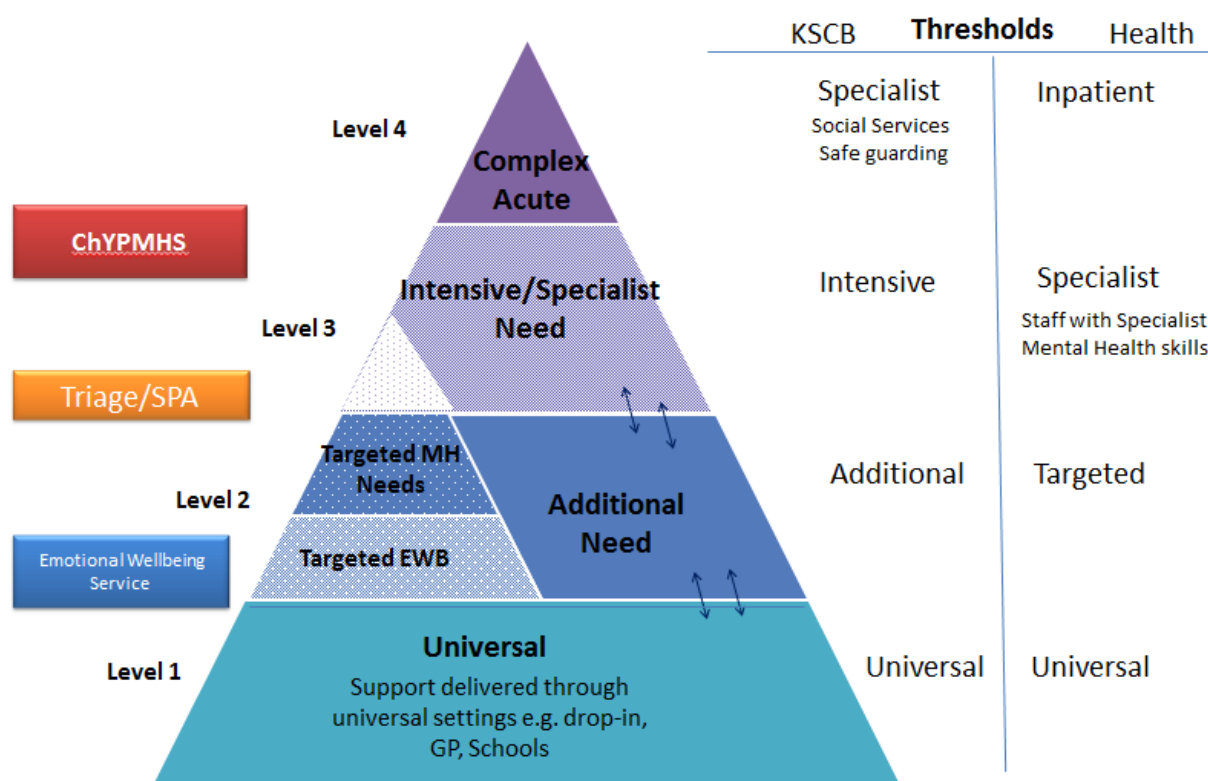 KSCB Thresholds Health
Level 4
Complex
Acute
Specialist
Social Services
Safe guarding
Inpatient
ChYPMHS
Intensive/Specialist
Need
Intensive
Specialist
Staff with Specialist
Mental Health skills
Level 3
Triage/SPA
Targeted MH
Needs
Level 2
Additional
Need
Additional
Targeted
Emotional Wellbeing
Service
Targeted EWB
Level 1
Universal
Support delivered through
universal settings e.g. drop-in,
GP, Schools
Universal
Universal